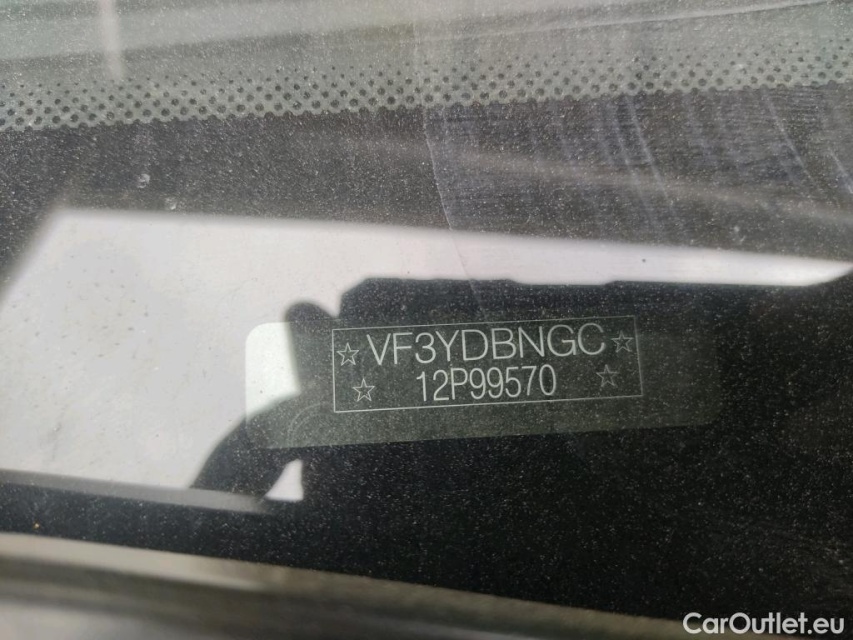 ☆ VF3YDBNGC ☆
☆ 12P99570 ☆
CarOutlet.eu